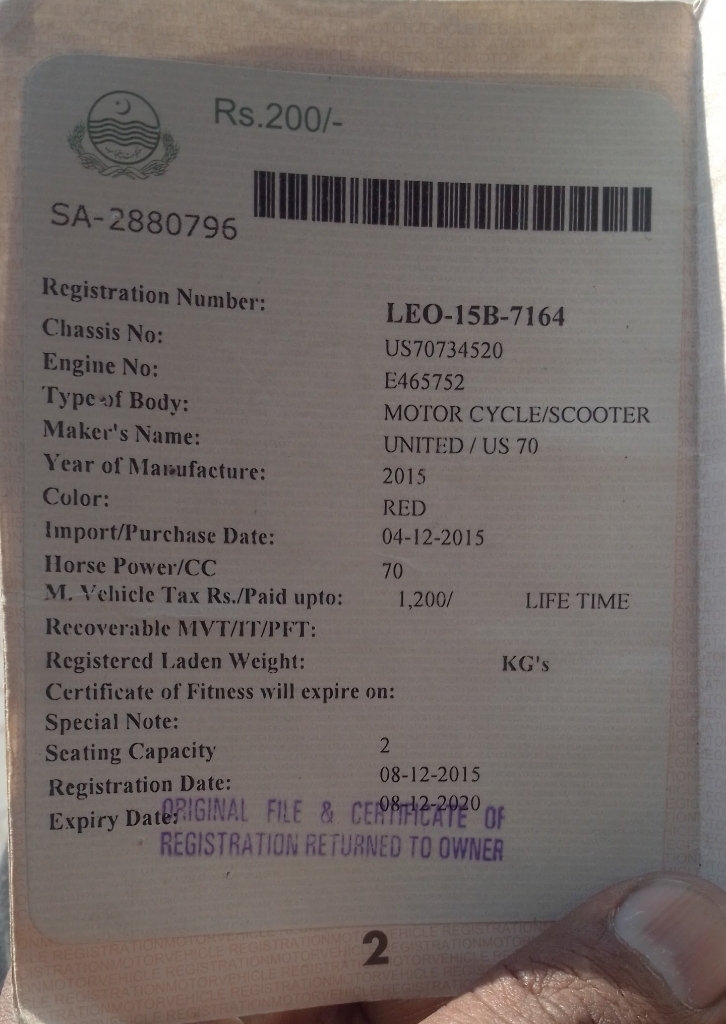 Rs.200/-
SA-2880796
Registration Number: LEO-15B-7164
Chassis No: US70734520
Engine No: E465752
Type of Body: MOTOR CYCLE/SCOOTER
Maker's Name: UNITED / US 70
Year of Manufacture: 2015
Color: RED
Import/Purchase Date: 04-12-2015
Horse Power/CC 70
M. Vehicle Tax Rs./Paid upto: 1,200/ LIFE TIME
Recoverable MVT/IT/PFT:
Registered Laden Weight: KG's
Certificate of Fitness will expire on:
Special Note:
Seating Capacity 2
Registration Date: 08-12-2015
Expiry Date: 08-12-2020
ORIGINAL FILE & CERTIFICATE OF
REGISTRATION RETURNED TO OWNER
2